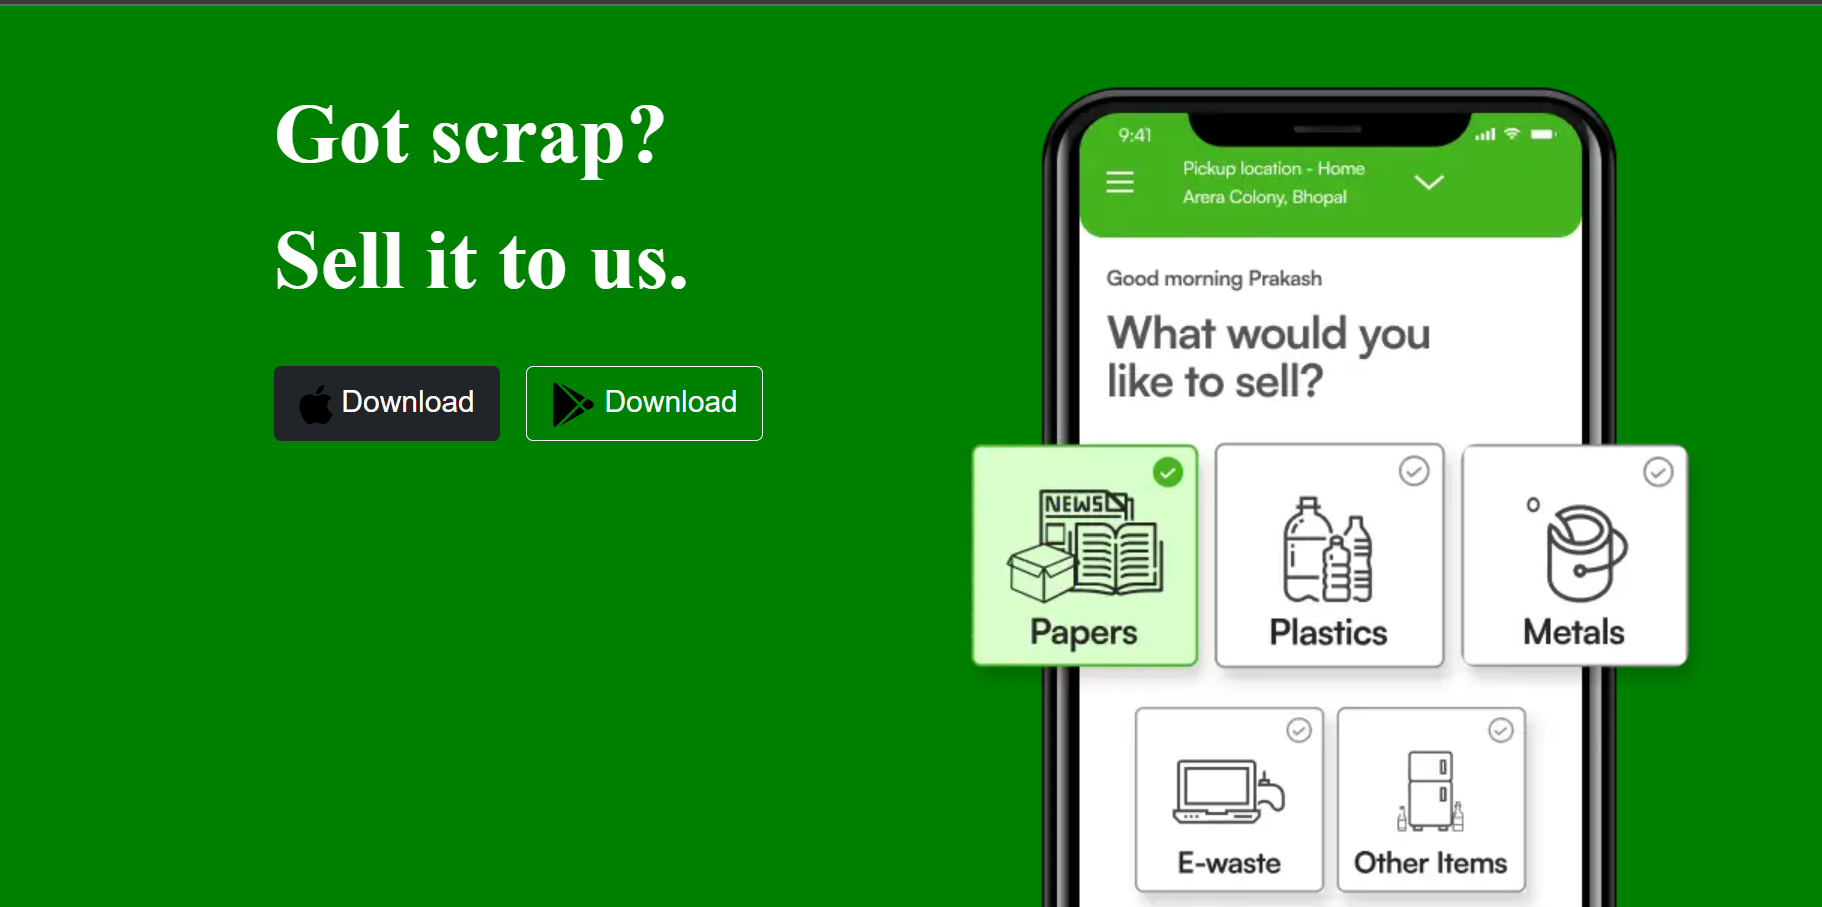 Got scrap?
Sell it to us.
Download
Download
9:41
Pickup location - Home
Arera Colony, Bhopal
Good morning Prakash
What would you
like to sell?
NEWS
Papers
Plastics
Metals
E-waste
Other Items